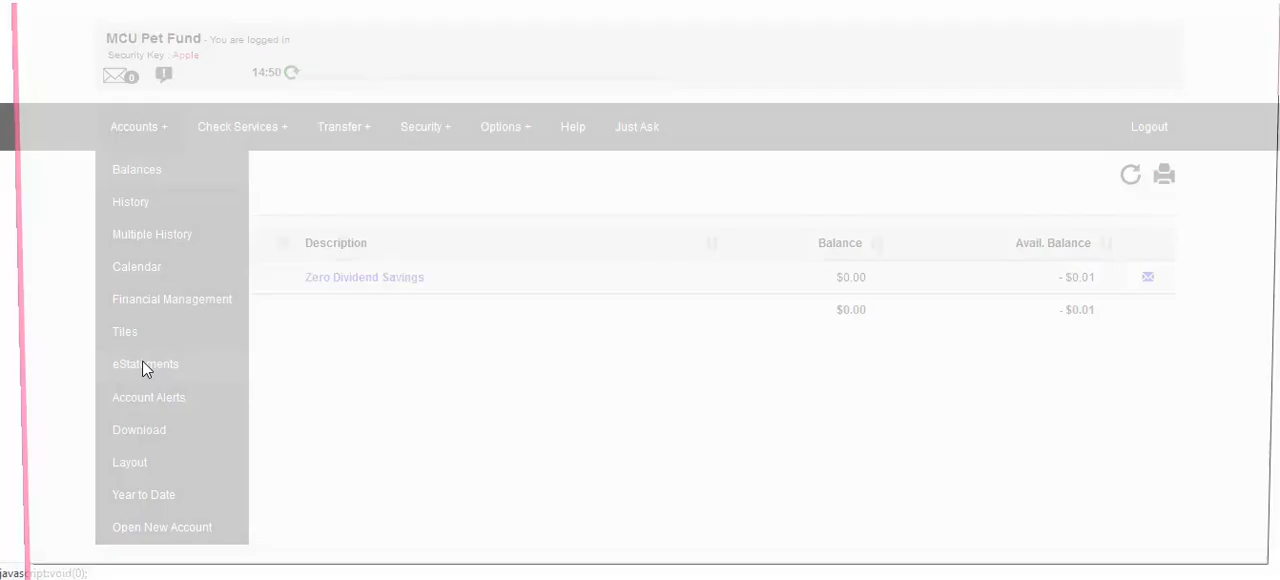 MCU Pet Fund - You are logged in
Security Key : Apple
0
14:50
Accounts + Check Services + Transfer + Security + Options + Help Just Ask Logout
Balances
History
Multiple History
Calendar
Financial Management
Tiles
eStatements
Account Alerts
Download
Layout
Year to Date
Open New Account
Description Balance Avail. Balance
Zero Dividend Savings $0.00 - $0.01
$0.00 - $0.01
javascript:void(0);